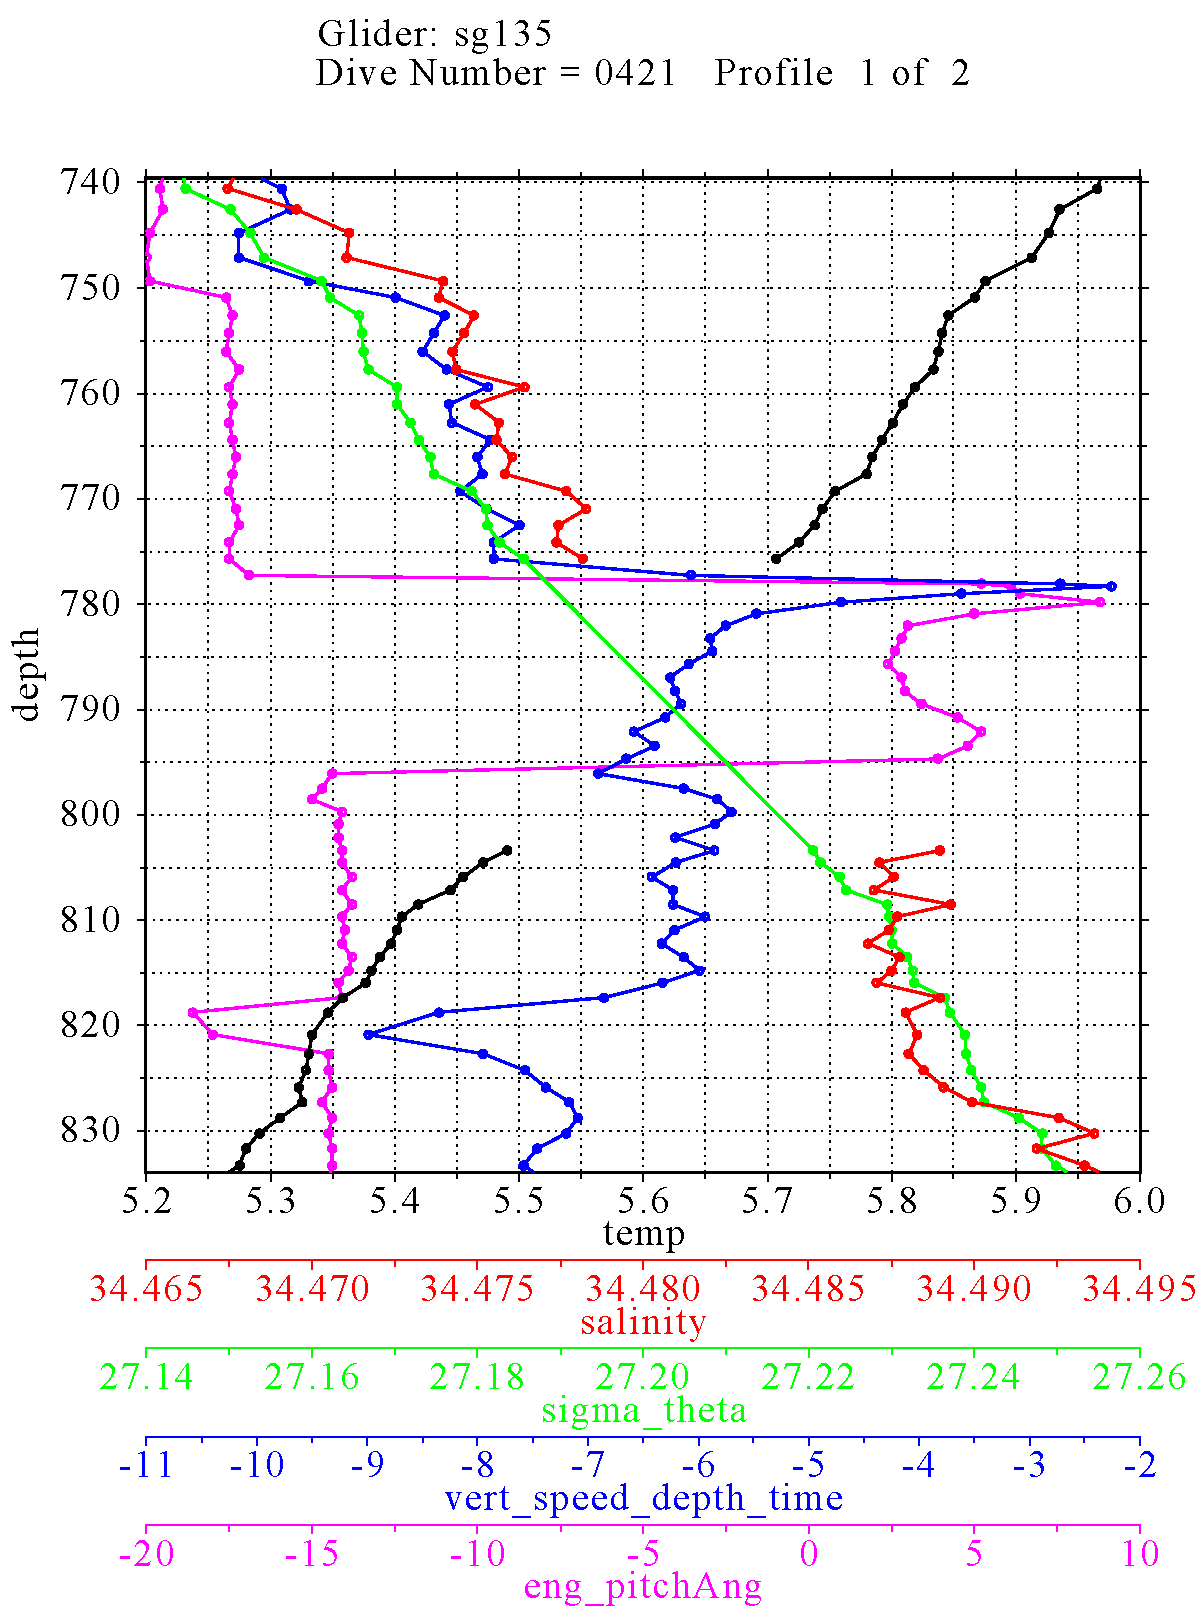 Glider: sg135
Dive Number = 0421   Profile  1 of  2
740
750
760
770
780
790
800
810
820
830
depth
5.2 5.3 5.4 5.5 5.6 5.7 5.8 5.9 6.0
temp
34.465 34.470 34.475 34.480 34.485 34.490 34.495
salinity
27.14 27.16 27.18 27.20 27.22 27.24 27.26
sigma_theta
-11 -10 -9 -8 -7 -6 -5 -4 -3 -2
vert_speed_depth_time
-20 -15 -10 -5 0 5 10
eng_pitchAng